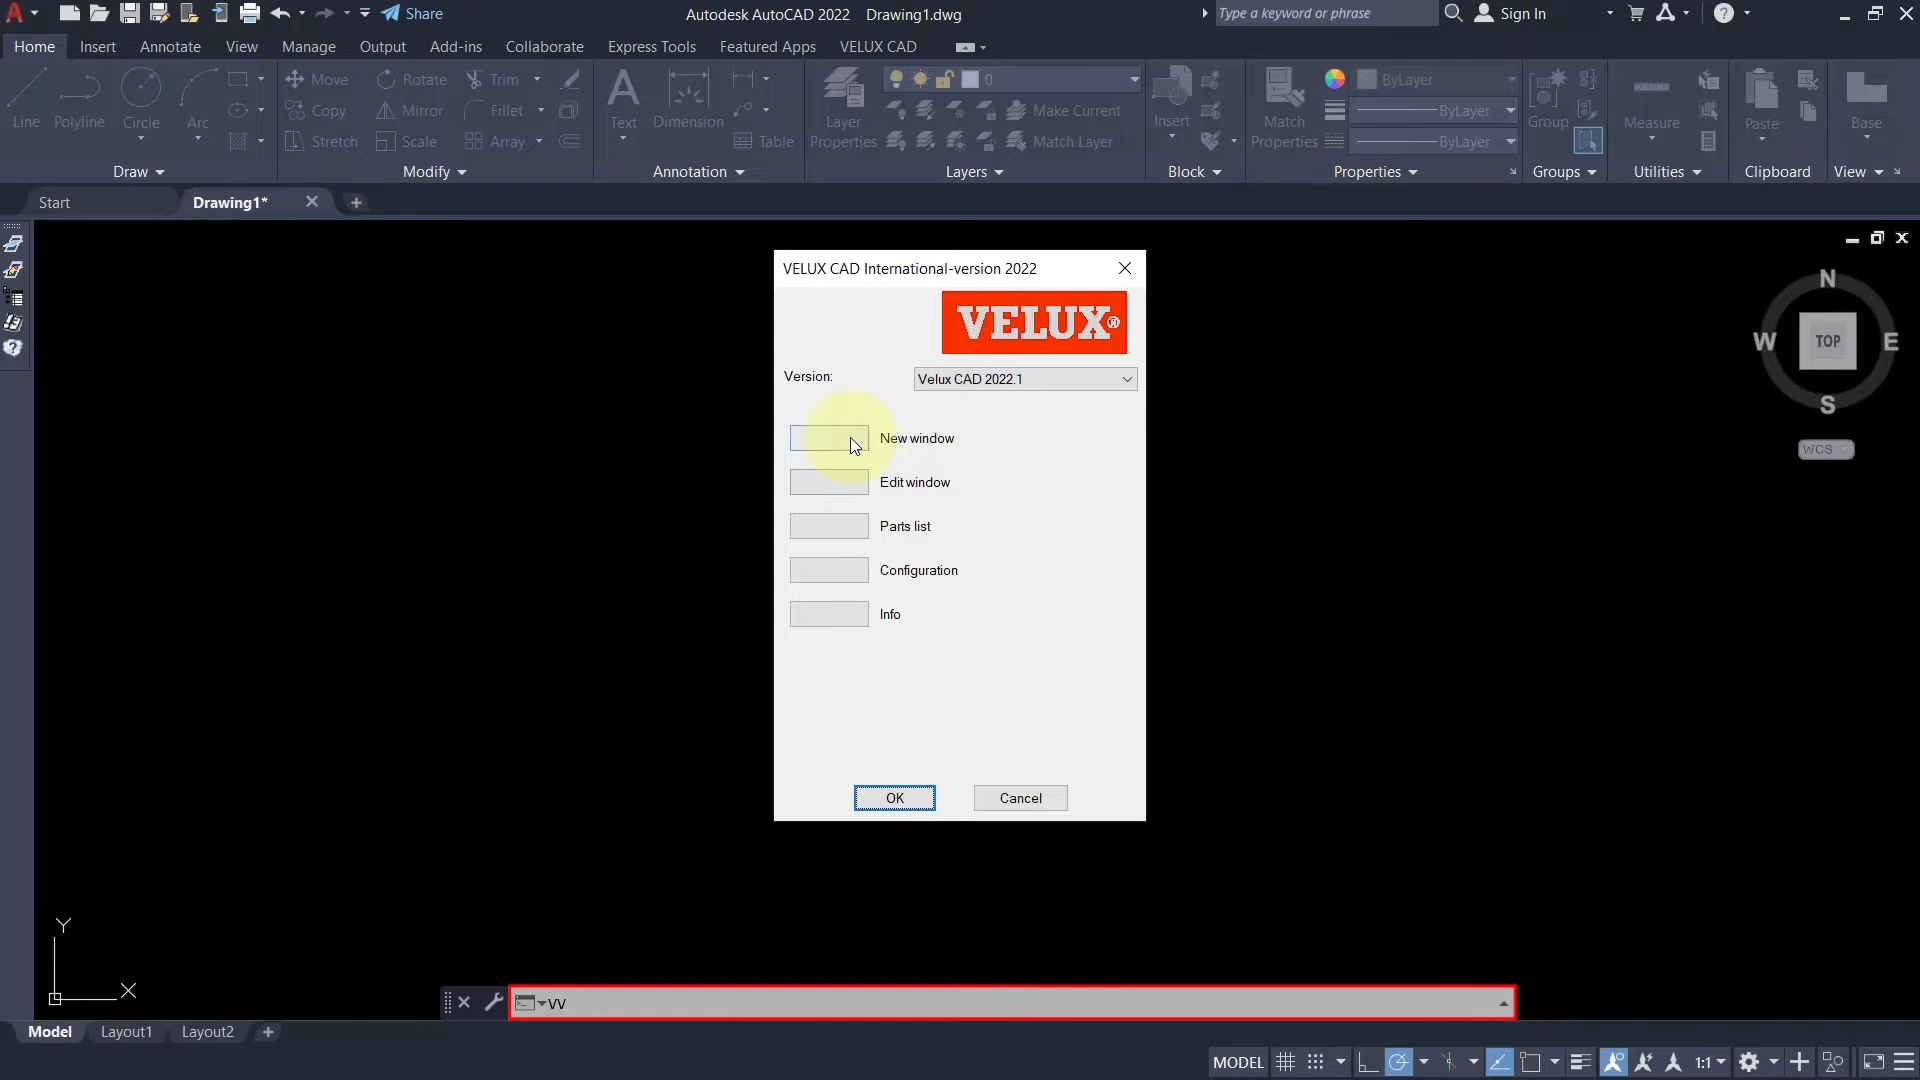 Share
Autodesk AutoCAD 2022 Drawing1.dwg
Type a keyword or phrase
Sign In
Home Insert Annotate View Manage Output Add-ins Collaborate Express Tools Featured Apps VELUX CAD
Line Polyline Circle Arc
Move Rotate Trim
Copy Mirror Fillet
Stretch Scale Array
Text Dimension Table
Layer Properties
0
Make Current
Match Layer
Insert
Match Properties
ByLayer
ByLayer
ByLayer
Group Measure Paste Base
Draw Modify Annotation Layers Block Properties Groups Utilities Clipboard View
Start Drawing1*
VELUX CAD International-version 2022
VELUX®
Version: Velux CAD 2022.1
New window
Edit window
Parts list
Configuration
Info
OK Cancel
N
W TOP E
S
WCS
Y
X
VV
Model Layout1 Layout2
MODEL 1:1